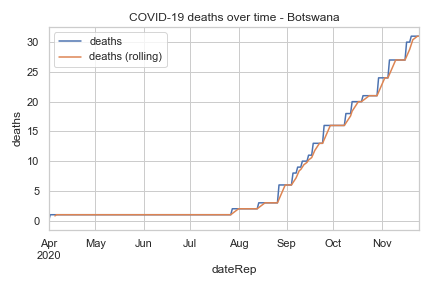 COVID-19 deaths over time - Botswana
deaths
deaths (rolling)
30
25
20
15
10
5
0
deaths
Apr May Jun Jul Aug Sep Oct Nov
2020
dateRep